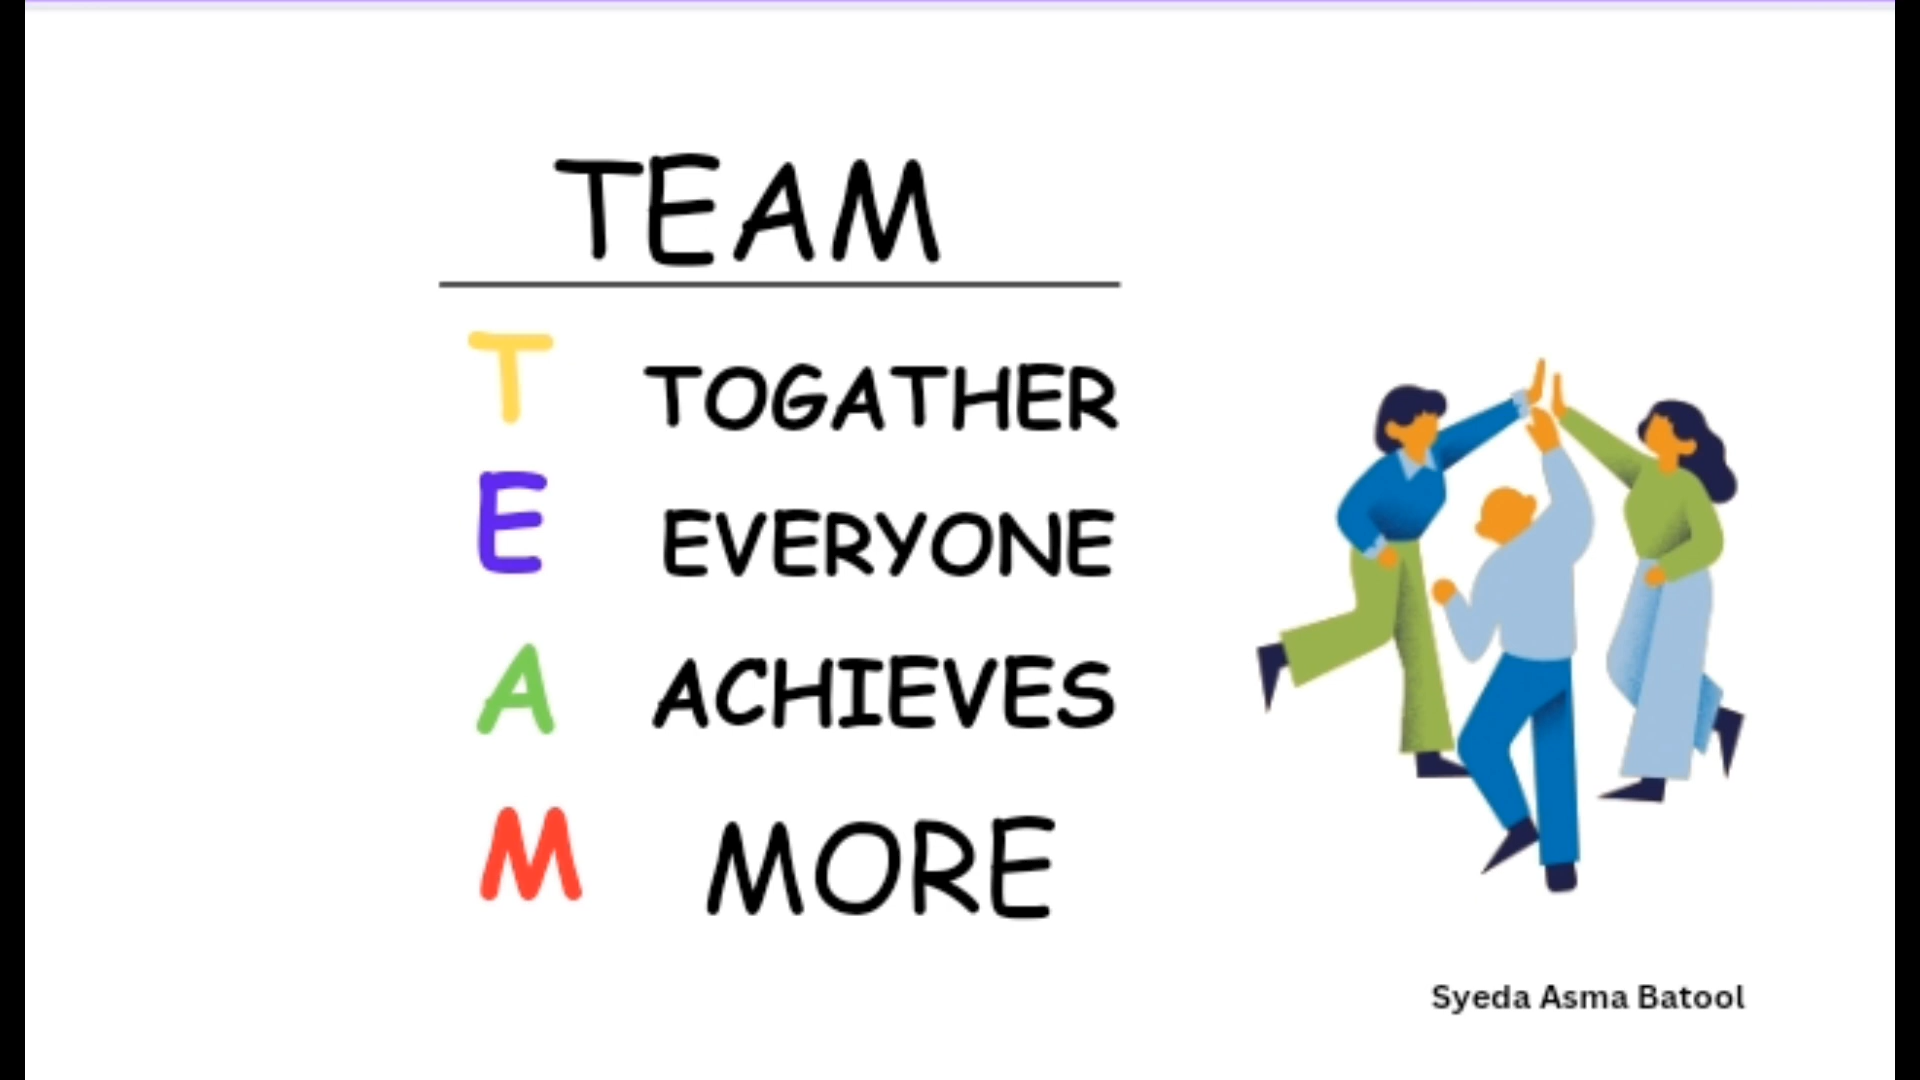 TEAM
T TOGATHER
E EVERYONE
A ACHIEVES
M MORE
Syeda Asma Batool